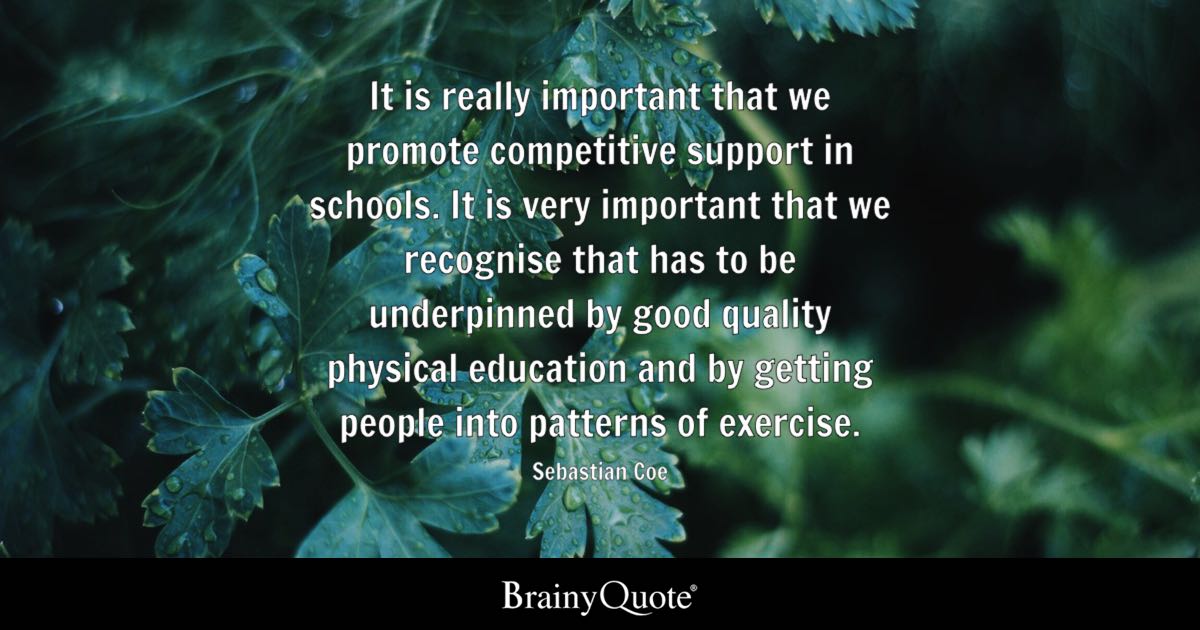 It is really important that we
promote competitive support in
schools. It is very important that we
recognise that has to be
underpinned by good quality
physical education and by getting
people into patterns of exercise.
Sebastian Coe
BrainyQuote®